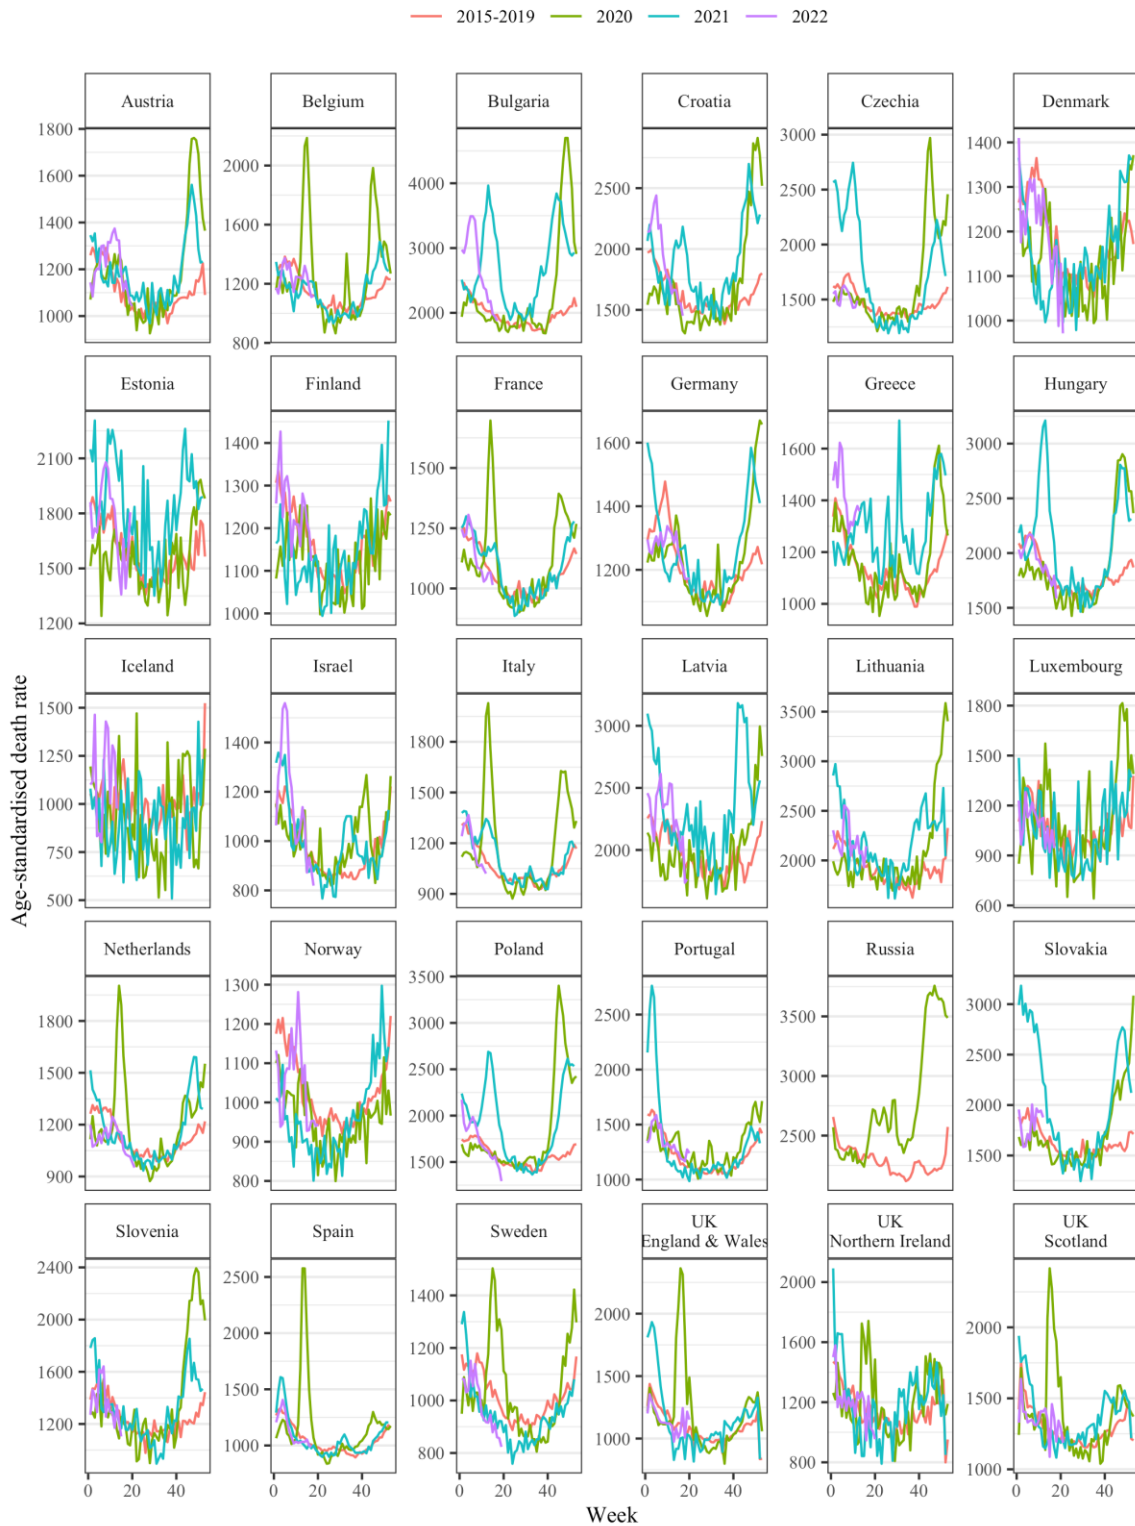 2015-2019 2020 2021 2022
Austria Belgium Bulgaria Croatia Czechia Denmark
1800 1600 1400 1200 1000
2000 1600 1200 800
4000 3000 2000
2500 2000 1500
3000 2500 2000 1500
1400 1300 1200 1100 1000
Estonia Finland France Germany Greece Hungary
2100 1800 1500 1200
1400 1300 1200 1100 1000
1500 1250 1000
1600 1400 1200
1600 1400 1200 1000
3000 2500 2000 1500
Age-standardised death rate
Iceland Israel Italy Latvia Lithuania Luxembourg
1500 1250 1000 750 500
1400 1200 1000 800
1800 1500 1200 900
3000 2500 2000
3500 3000 2500 2000
1800 1500 1200 900 600
Netherlands Norway Poland Portugal Russia Slovakia
1800 1500 1200 900
1300 1200 1100 1000 900 800
3500 3000 2500 2000 1500
2500 2000 1500 1000
3500 3000 2500
3000 2500 2000 1500
Slovenia Spain Sweden UK England & Wales UK Northern Ireland UK Scotland
2400 2000 1600 1200
2500 2000 1500 1000
1400 1200 1000 800
2000 1500 1000
2000 1600 1200 800
2000 1500 1000
0 20 40 0 20 40 0 20 40 0 20 40 0 20 40 0 20 40
Week